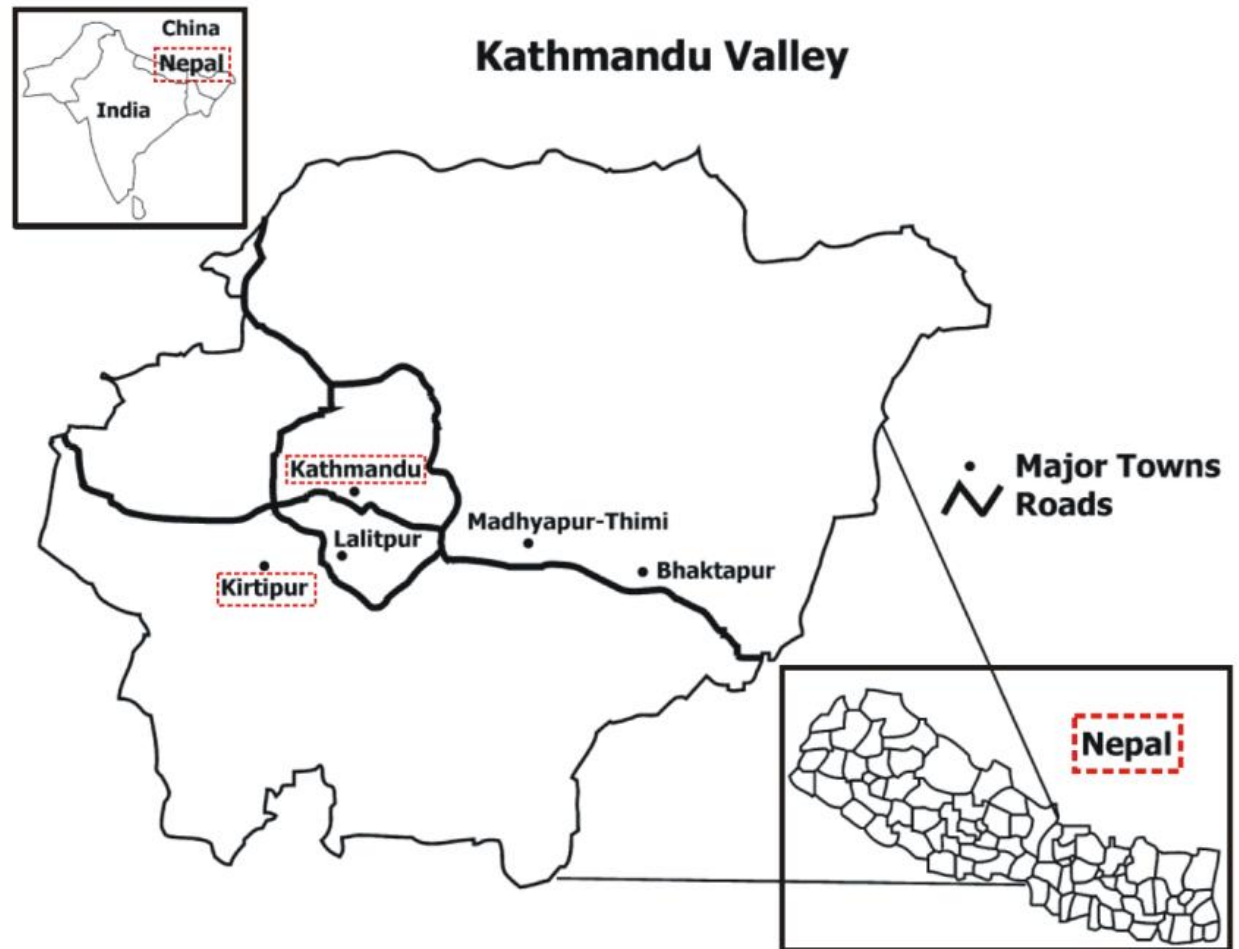 China
Nepal
India
Kathmandu Valley
Kathmandu
Lalitpur
Kirtipur
Madhyapur-Thimi
Bhaktapur
Major Towns
Roads
Nepal